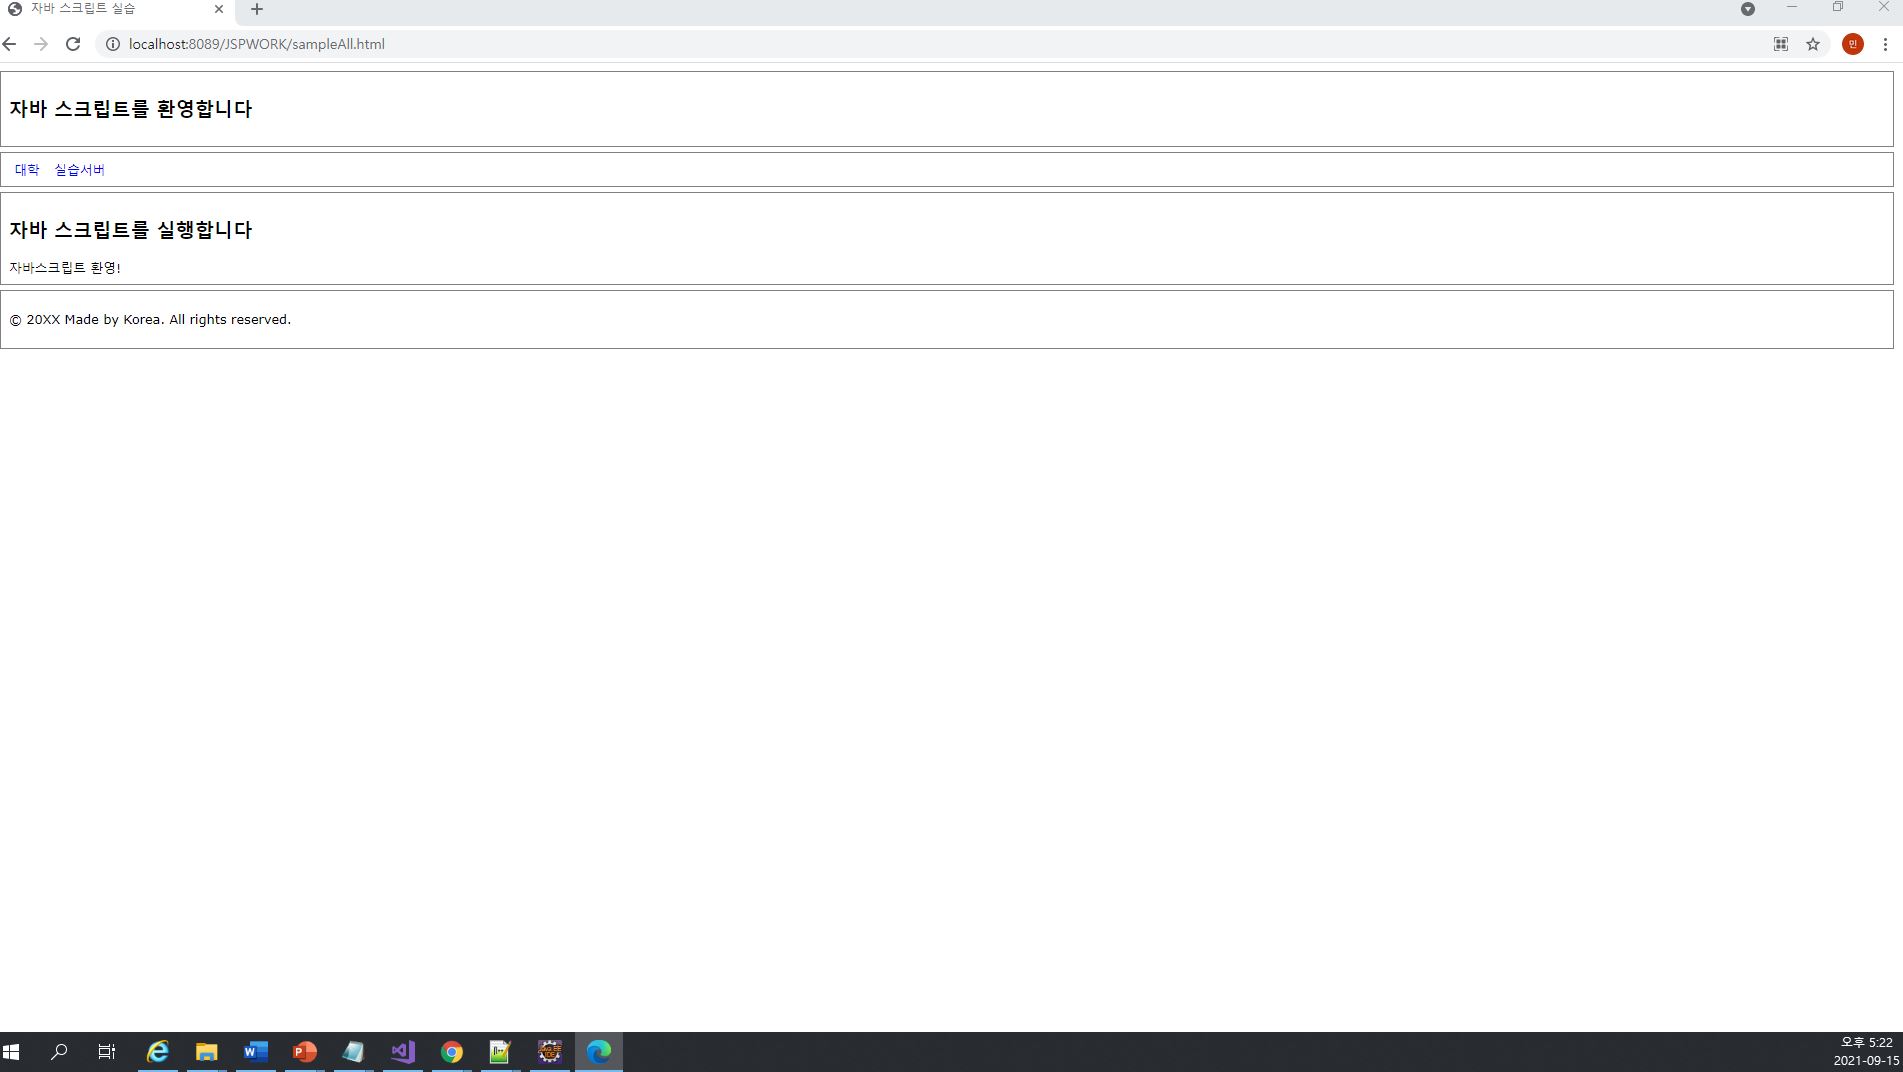 자바 스크립트 실습
localhost:8089/JSPWORK/sampleAll.html
민
자바 스크립트를 환영합니다
대학 실습서버
자바 스크립트를 실행합니다
자바스크립트 환영!
© 20XX Made by Korea. All rights reserved.
오후 5:22
2021-09-15